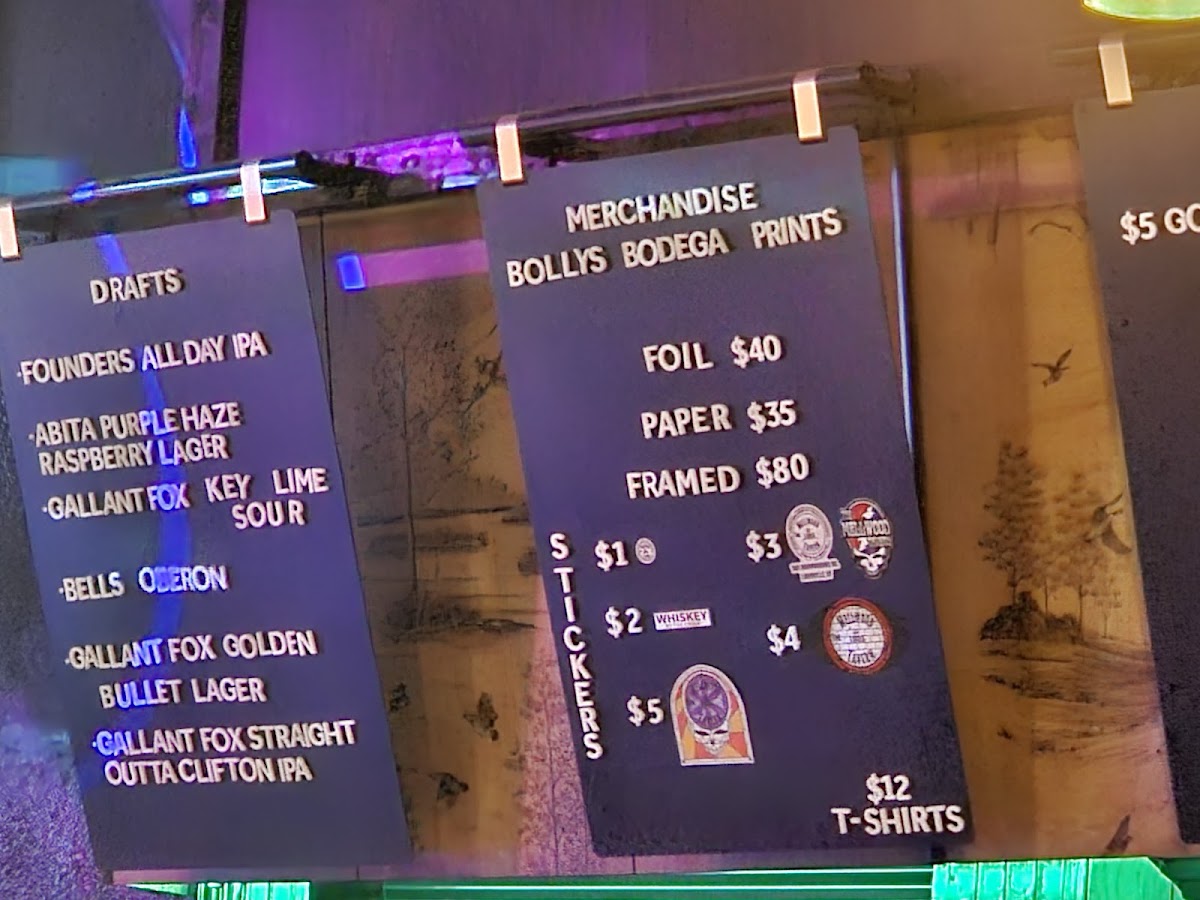 DRAFTS
·FOUNDERS ALL DAY IPA
·ABITA PURPLE HAZE
RASPBERRY LAGER
·GALLANT FOX KEY LIME
SOUR
·BELLS OBERON
·GALLANT FOX GOLDEN
BULLET LAGER
·GALLANT FOX STRAIGHT
OUTTA CLIFTON IPA
MERCHANDISE
BOLLYS BODEGA PRINTS
FOIL $40
PAPER $35
FRAMED $80
STICKERS
$1
$3
MELLWOOD
$2 WHISKEY
$4
$5
$12
T-SHIRTS
$5